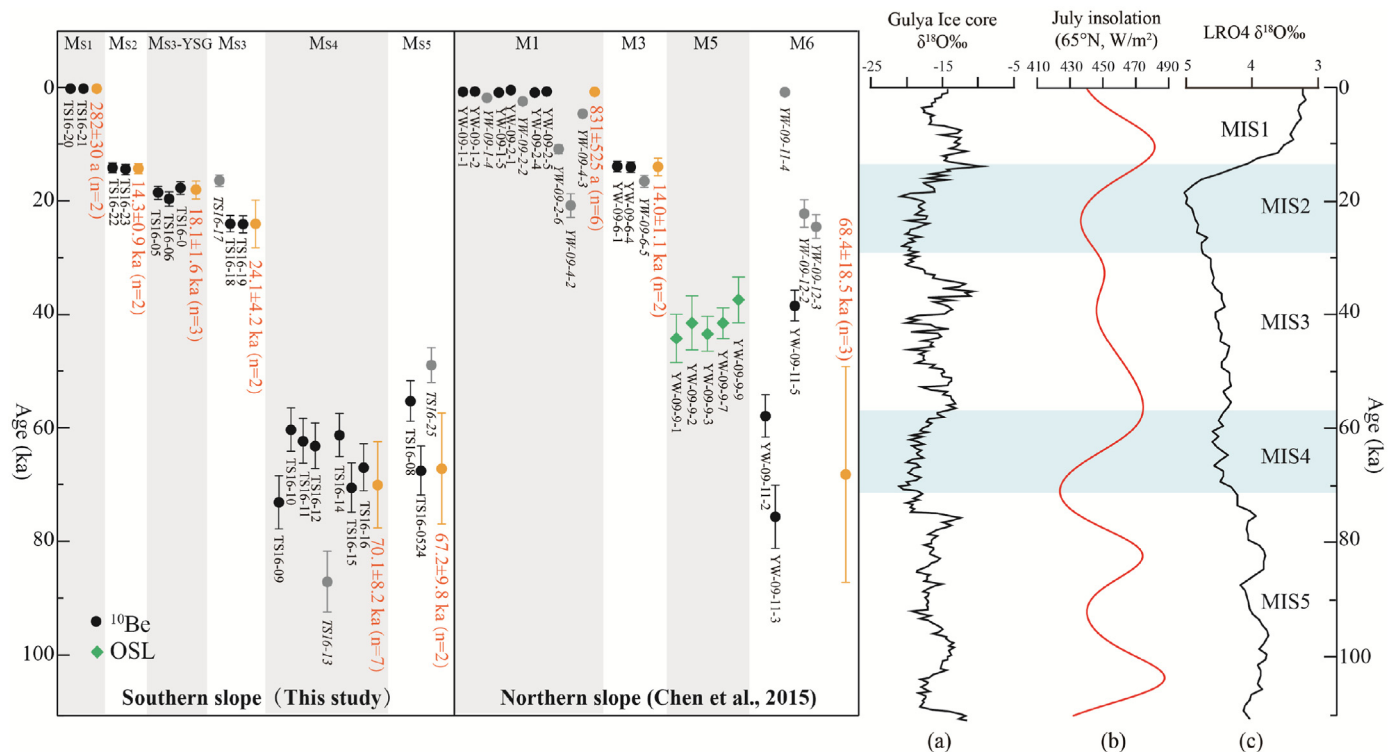 Gulya Ice core
δ¹⁸O‰
July insolation
(65°N, W/m²)
LRO4 δ¹⁸O‰
Ms1
Ms2
Ms3-YSG
Ms3
Ms4
Ms5
M1
M3
M5
M6
-25
-15
-5
410
430
450
470
490
5
4
3
0
20
40
60
80
100
Age (ka)
TS16-20
TS16-21
282±30 a (n=2)
TS16-22
TS16-23
14.3±0.9 ka (n=2)
TS16-05
TS16-06
TS16-0
18.1±1.6 ka (n=3)
TS16-17
TS16-18
TS16-19
24.1±4.2 ka (n=2)
TS16-09
TS16-10
TS16-11
TS16-12
TS16-13
TS16-14
TS16-15
TS16-16
70.1±8.2 ka (n=7)
TS16-08
TS16-25
TS16-0524
67.2±9.8 ka (n=2)
YW-09-1-1
YW-09-1-2
YW-09-1-4
YW-09-1-5
YW-09-2-1
YW-09-2-2
YW-09-2-4
YW-09-2-5
YW-09-2-6
YW-09-4-2
YW-09-4-3
831±525 a (n=6)
YW-09-6-1
YW-09-6-4
YW-09-6-5
14.0±1.1 ka (n=2)
YW-09-9-1
YW-09-9-2
YW-09-9-3
YW-09-9-7
YW-09-9-9
YW-09-11-2
YW-09-11-3
YW-09-11-4
YW-09-11-5
YW-09-12-2
YW-09-12-3
68.4±18.5 ka (n=3)
¹⁰Be
OSL
Southern slope (This study)
Northern slope (Chen et al., 2015)
MIS1
MIS2
MIS3
MIS4
MIS5
0
20
40
60
80
100
Age (ka)
(a)
(b)
(c)